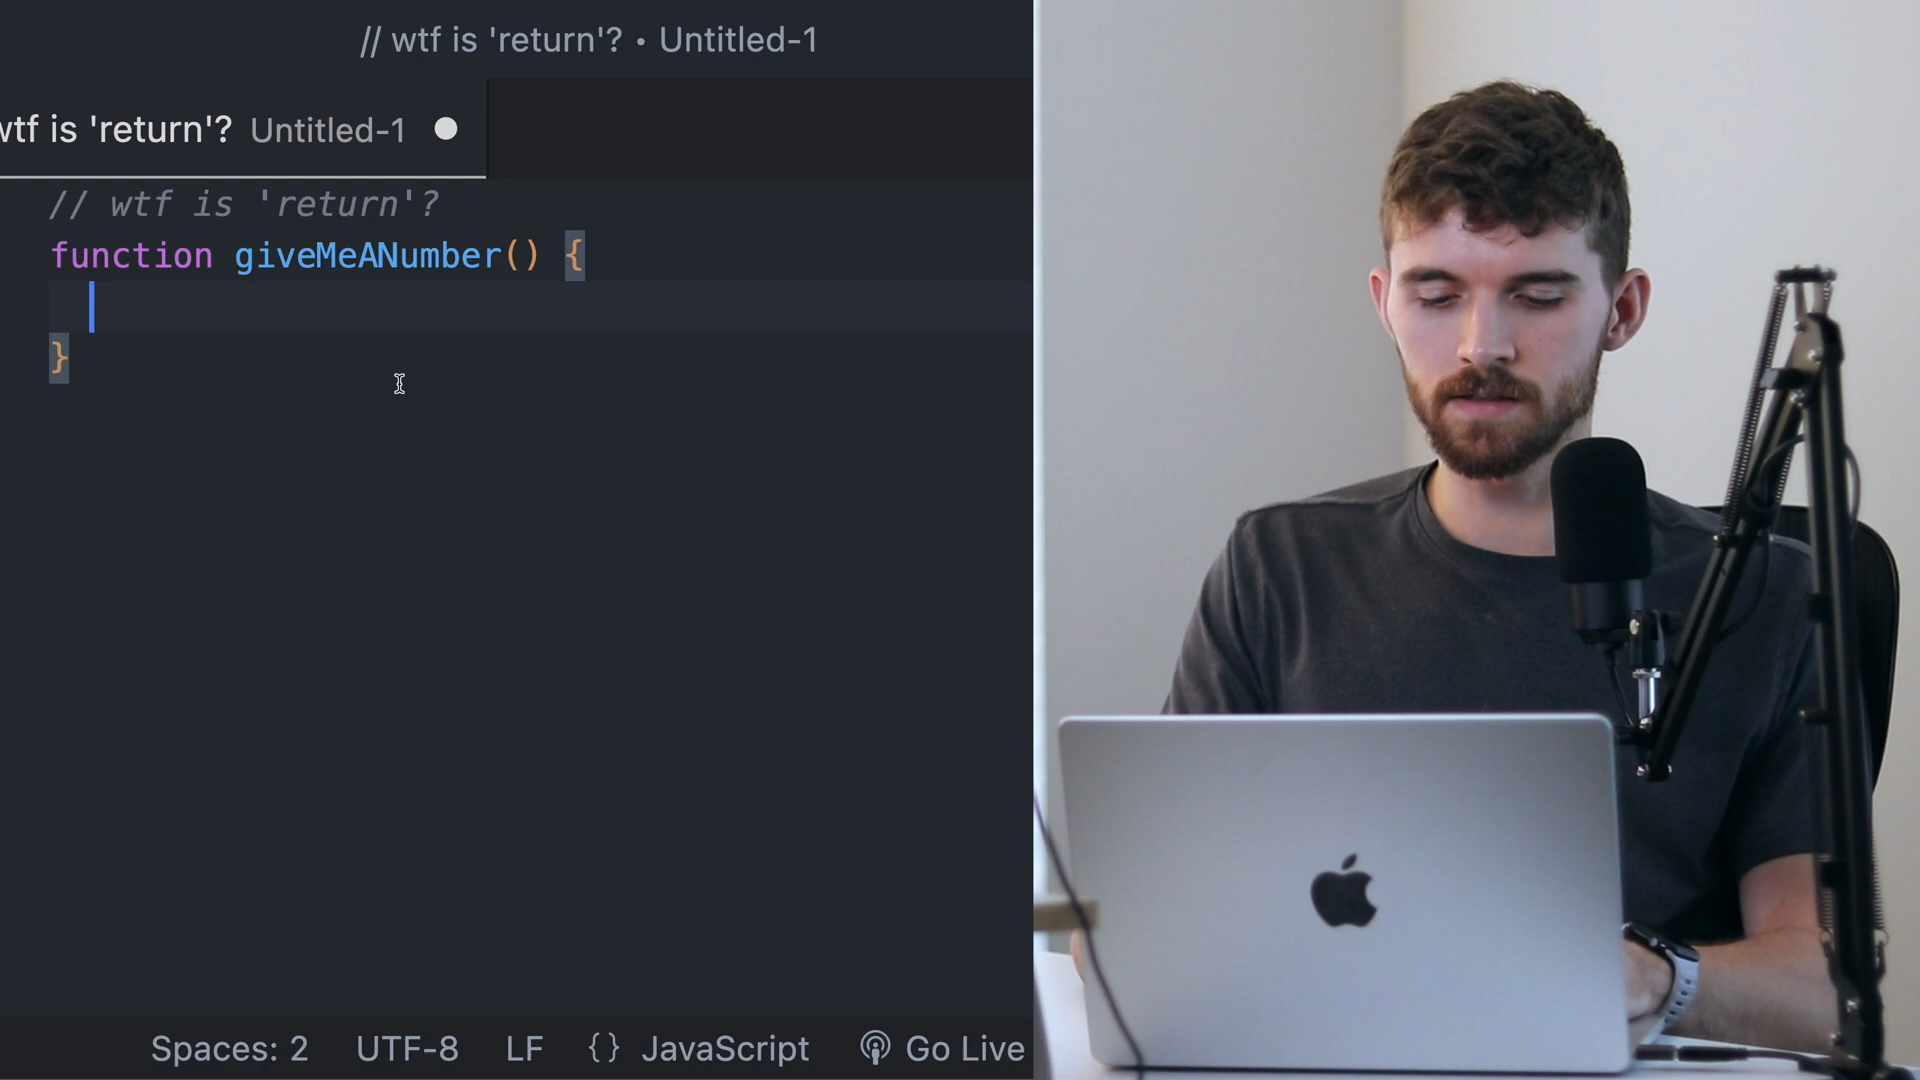 // wtf is 'return'? • Untitled-1
wtf is 'return'? Untitled-1
// wtf is 'return'?
function giveMeANumber() {
}
Spaces: 2 UTF-8 LF {} JavaScript Go Live